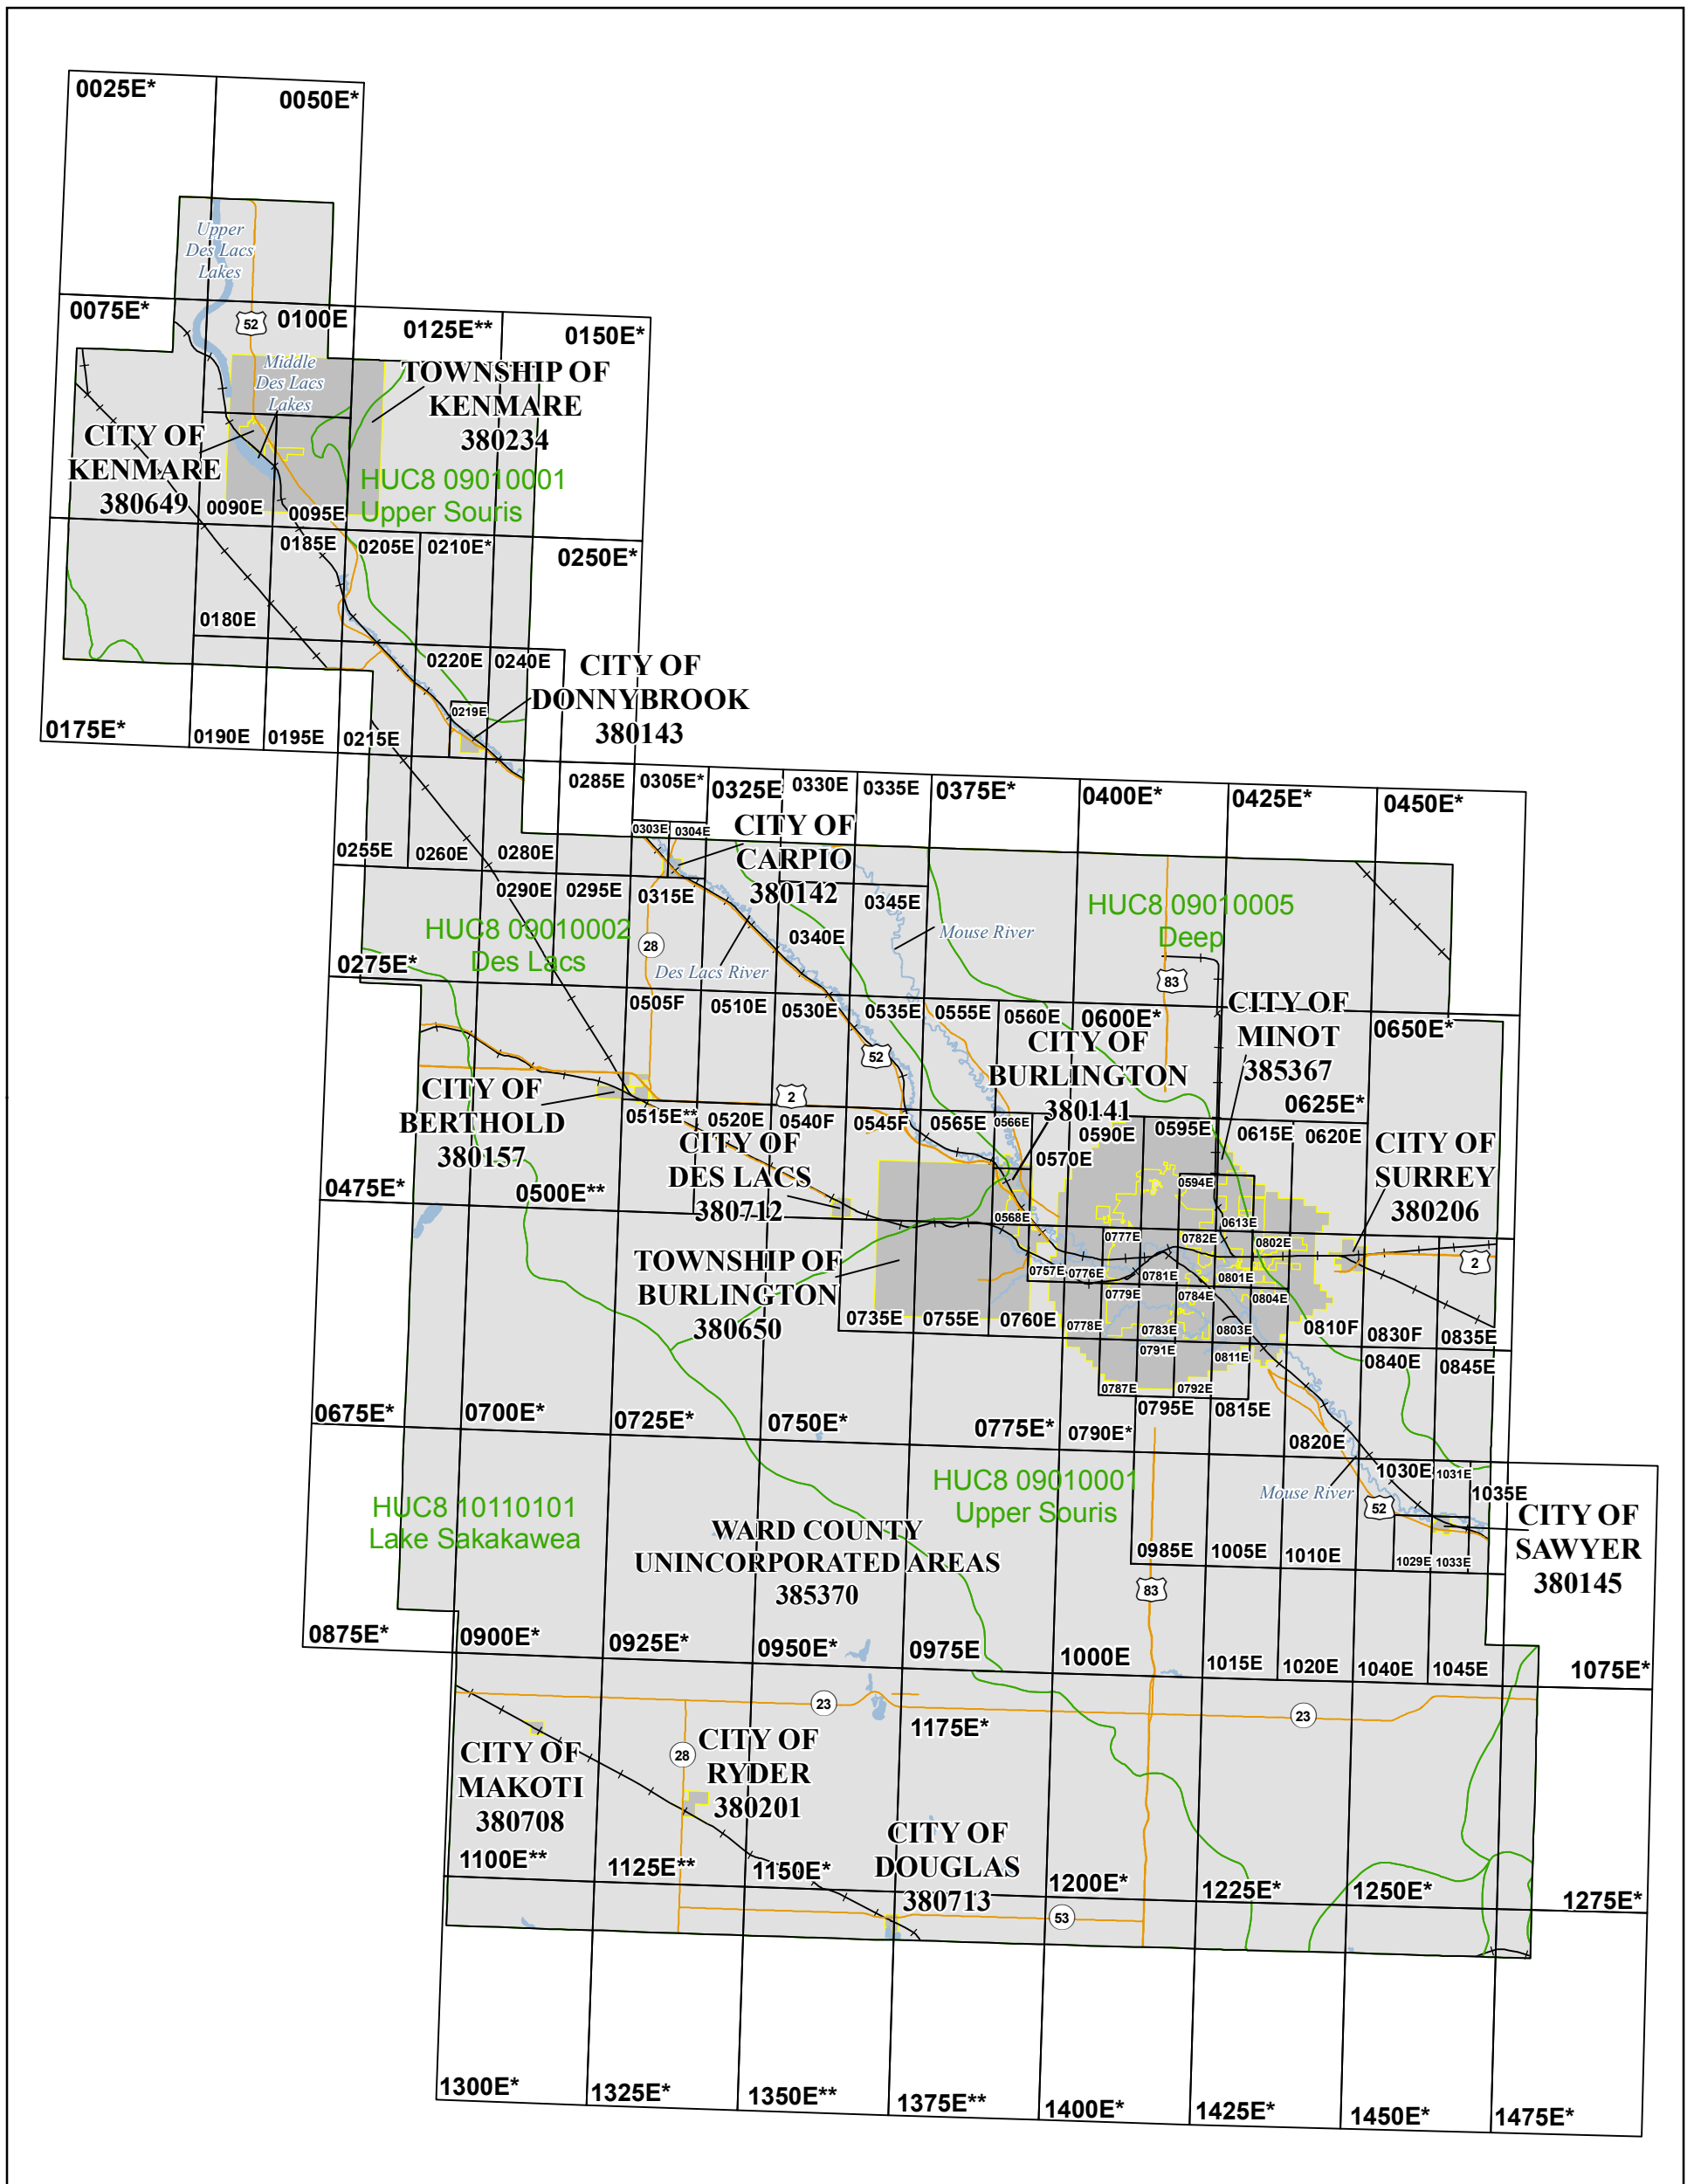 0025E*
0050E*
Upper
Des Lacs
Lakes
0075E*
52
0100E
0125E**
0150E*
Middle
Des Lacs
Lakes
TOWNSHIP OF
KENMARE
380234
CITY OF
KENMARE
380649
HUC8 09010001
Upper Souris
0090E
0095E
0185E
0205E
0210E*
0250E*
0180E
0220E
0240E
CITY OF
DONNYBROOK
380143
0219E
0175E*
0190E
0195E
0215E
0285E
0305E*
0325E
0330E
0335E
0375E*
0400E*
0425E*
0450E*
0303E
0304E
CITY OF
CARPIO
380142
0255E
0260E
0280E
0290E
0295E
0315E
0345E
HUC8 09010005
Deep
HUC8 09010002
Des Lacs
28
0340E
Mouse River
Des Lacs River
0275E*
83
0505F
0510E
0530E
0535E
0555E
0560E
0600E*
CITY OF
MINOT
385367
0650E*
52
CITY OF
BURLINGTON
380141
CITY OF
BERTHOLD
380157
2
0625E*
0515E**
0520E
0540F
0545F
0565E
0566E
0590E
0595E
0615E
0620E
CITY OF
DES LACS
380712
0570E
CITY OF
SURREY
380206
0475E*
0500E**
0594E
0568E
0613E
0777E
0782E
0802E
TOWNSHIP OF
BURLINGTON
380650
0757E
0776E
0781E
0801E
2
0779E
0784E
0804E
0735E
0755E
0760E
0778E
0783E
0803E
0810F
0830F
0835E
0791E
0811E
0840E
0845E
0787E
0792E
0675E*
0700E*
0725E*
0750E*
0775E*
0790E*
0795E
0815E
0820E
HUC8 10110101
Lake Sakakawea
HUC8 09010001
Upper Souris
Mouse River
1030E
1031E
1035E
52
CITY OF
SAWYER
380145
WARD COUNTY
UNINCORPORATED AREAS
385370
0985E
1005E
1010E
1029E
1033E
83
0875E*
0900E*
0925E*
0950E*
0975E
1000E
1015E
1020E
1040E
1045E
1075E*
23
23
1175E*
CITY OF
MAKOTI
380708
28
CITY OF
RYDER
380201
CITY OF
DOUGLAS
380713
1100E**
1125E**
1150E*
1200E*
1225E*
1250E*
1275E*
53
1300E*
1325E*
1350E**
1375E**
1400E*
1425E*
1450E*
1475E*